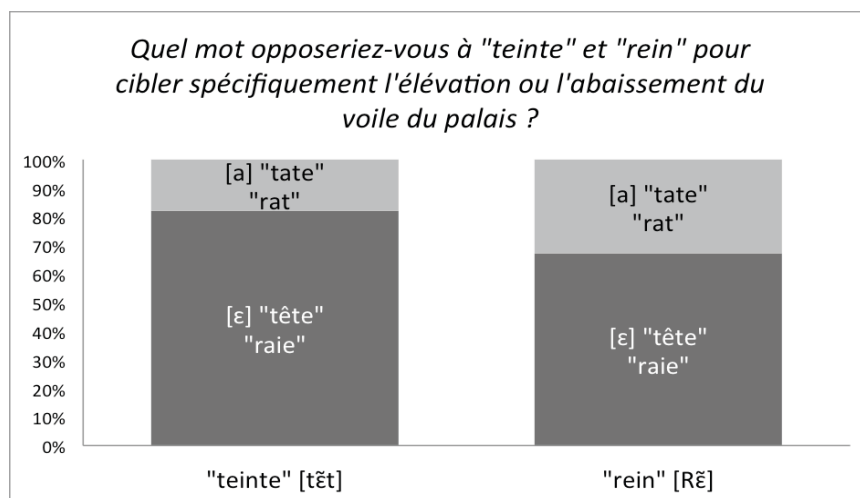 Quel mot opposeriez-vous à "teinte" et "rein" pour
cibler spécifiquement l'élévation ou l'abaissement du
voile du palais ?
100%
90%
80%
70%
60%
50%
40%
30%
20%
10%
0%
[a] "tate"
"rat"
[ɛ] "tête"
"raie"
[a] "tate"
"rat"
[ɛ] "tête"
"raie"
"teinte" [tɛ̃t]
"rein" [Rɛ̃]